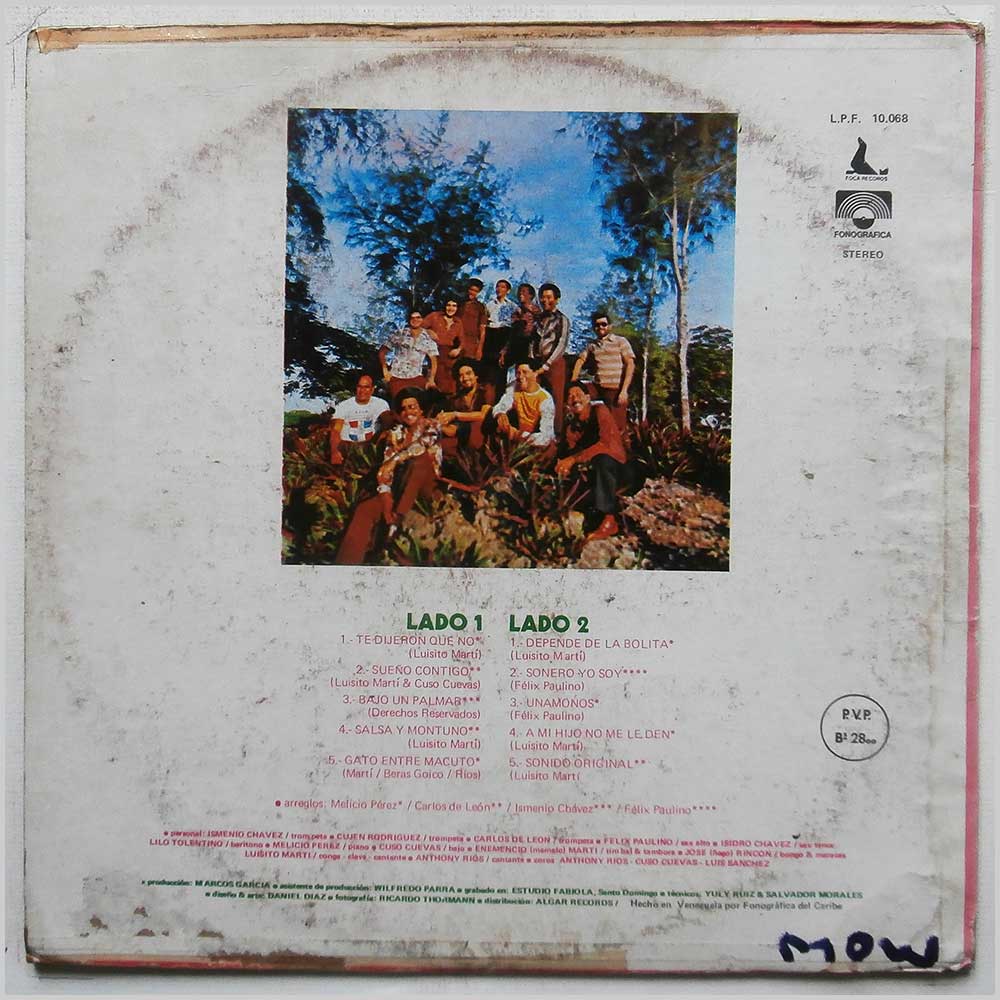 L.P.F. 10.068
FOCA RECORDS
FONOGRAFICA
STEREO
LADO 1
1.- TE DIJERON QUE NO*
(Luisito Martí)
2.- SUEÑO CONTIGO**
(Luisito Martí & Cuso Cuevas)
3.- BAJO UN PALMAR***
(Derechos Reservados)
4.- SALSA Y MONTUNO**
(Luisito Martí)
5.- GATO ENTRE MACUTO*
(Martí / Beras Goico / Ríos)
LADO 2
1.- DEPENDE DE LA BOLITA*
(Luisito Martí)
2.- SONERO YO SOY****
(Félix Paulino)
3.- UNAMONOS*
(Félix Paulino)
4.- A MI HIJO NO ME LE DEN*
(Luisito Martí)
5.- SONIDO ORIGINAL**
(Luisito Martí
P.V.P.
Bs 28.00
● arreglos: Melicio Pérez* / Carlos de León** / Ismenio Chávez*** / Félix Paulino****
● personal: ISMENIO CHAVEZ / trompeta ● CUJEN RODRIGUEZ / trompeta ● CARLOS DE LEON / trompeta ● FELIX PAULINO / sax alto ● ISIDRO CHAVEZ / sax tenor
LILO TOLENTINO / baritono ● MELICIO PEREZ / piano ● CUSO CUEVAS / bajo ● ENEMENCIO MARTI / timbal & tambora ● JOSE RINCON / bongo & maracas
LUISITO MARTI / conga - clave - cantante ● ANTHONY RIOS / cantante ● coros ANTHONY RIOS - CUSO CUEVAS - LUIS SANCHEZ
● producción: MARCOS GARCIA ● asistente de producción: WILFREDO PARRA ● grabado en: ESTUDIO FABIOLA, Santo Domingo ● técnicos: YULY RUIZ & SALVADOR MORALES
● diseño & arte: DANIEL DIAZ ● fotografía: RICARDO THORMANN ● distribución: ALGAR RECORDS / Hecho en Venezuela por Fonográfica del Caribe
MOW